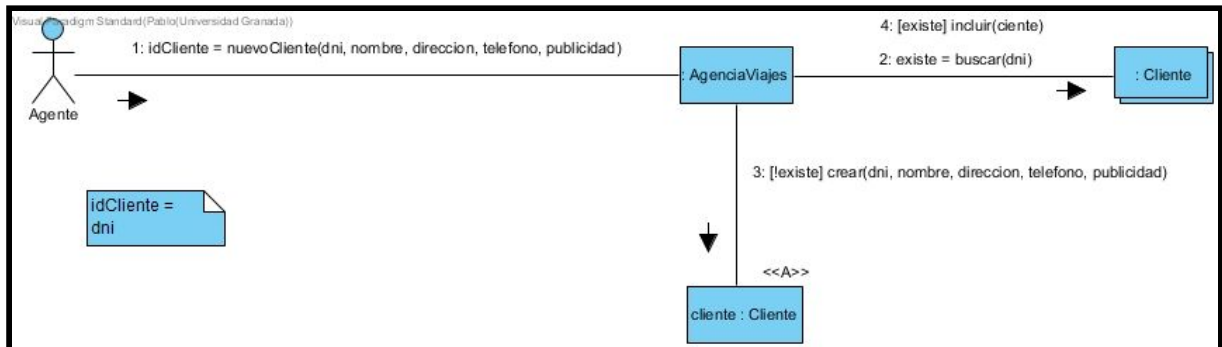 Visual Paradigm Standard(Pablo(Universidad Granada))
4: [existe] incluir(ciente)
1: idCliente = nuevoCliente(dni, nombre, direccion, telefono, publicidad)
2: existe = buscar(dni)
: AgenciaViajes
: Cliente
Agente
3: [!existe] crear(dni, nombre, direccion, telefono, publicidad)
idCliente =
dni
<<A>>
cliente : Cliente